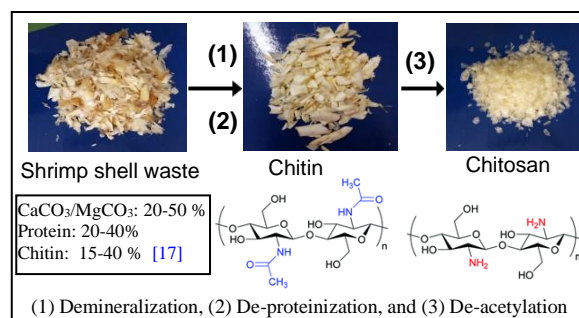 (1)
(2)
(3)
Shrimp shell waste
Chitin
Chitosan
CaCO₃/MgCO₃: 20-50 %
Protein: 20-40%
Chitin: 15-40 % [17]
CH₃
O
NH
OH
O
HO
O
HO
NH
O
CH₃
O
OH
O
n
OH
O
HO
NH₂
O
H₂N
HO
O
OH
O
n
(1) Demineralization, (2) De-proteinization, and (3) De-acetylation